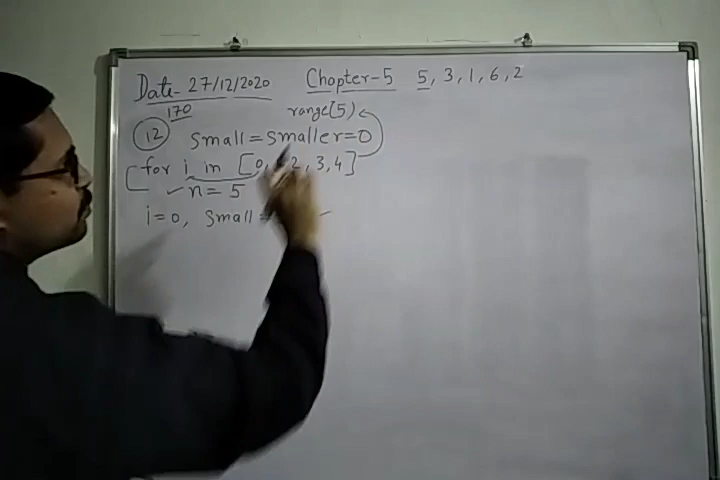 Date- 27/12/2020 Chapter-5 5, 3, 1, 6, 2
170 range(5)
12 small = smaller = 0
for i in [0, 2, 3, 4]
n = 5
i = 0, small =